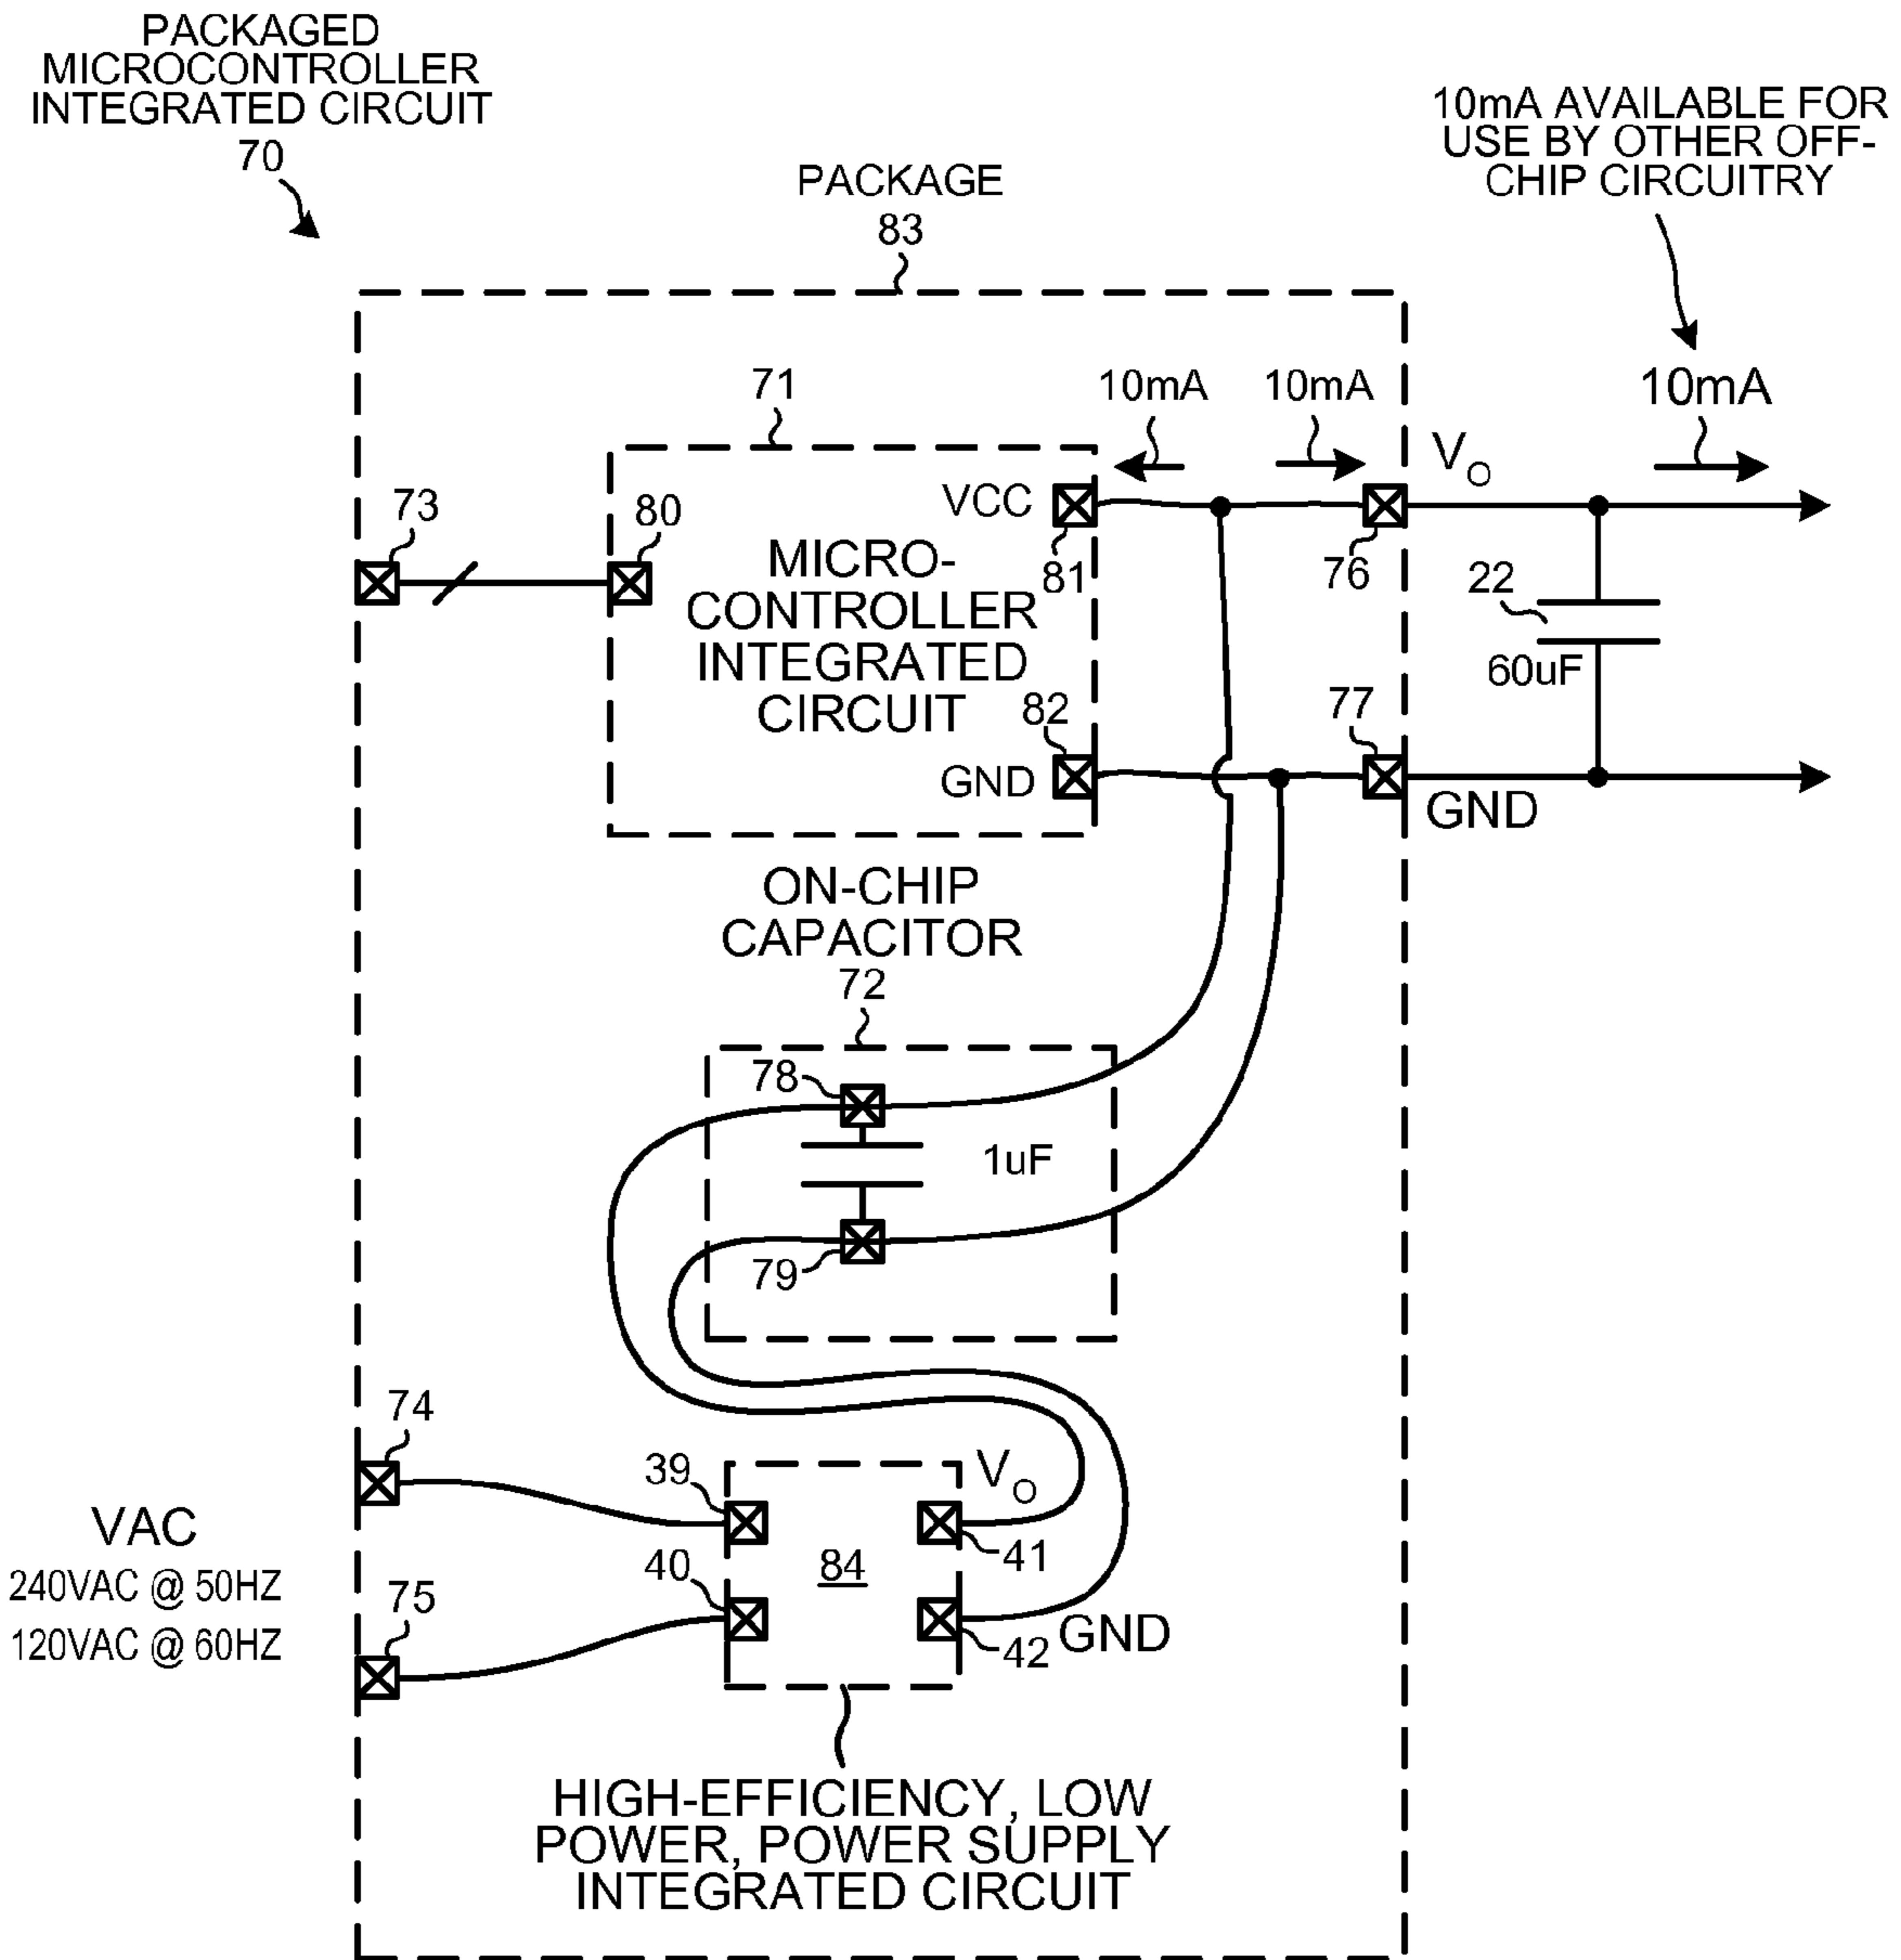 PACKAGED
MICROCONTROLLER
INTEGRATED CIRCUIT
70
PACKAGE
83
10mA AVAILABLE FOR
USE BY OTHER OFF-
CHIP CIRCUITRY
71
10mA
10mA
10mA
VO
73
80
VCC
81
76
22
60uF
MICRO-
CONTROLLER
INTEGRATED
CIRCUIT
82
77
GND
GND
ON-CHIP
CAPACITOR
72
78
1uF
79
74
39
VO
41
VAC
240VAC @ 50HZ
120VAC @ 60HZ
75
40
84
42
GND
HIGH-EFFICIENCY, LOW
POWER, POWER SUPPLY
INTEGRATED CIRCUIT